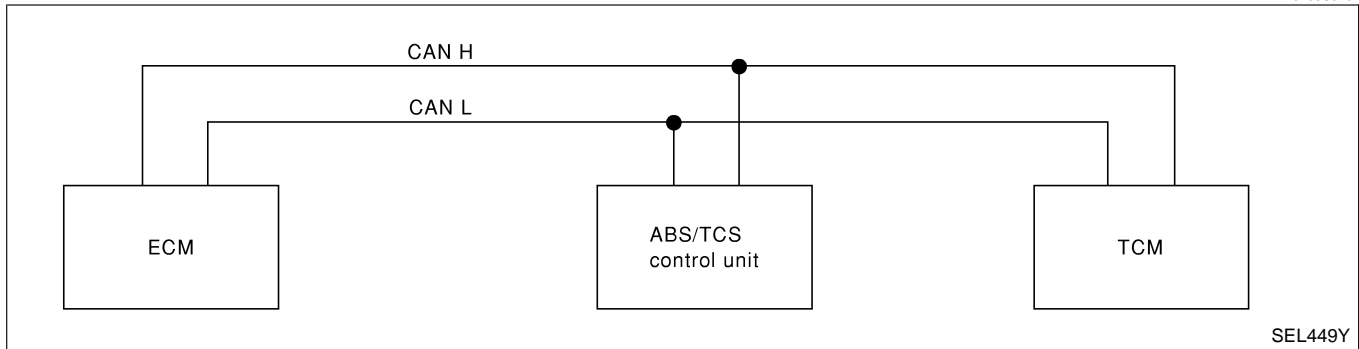 CAN H
CAN L
ECM
ABS/TCS
control unit
TCM
SEL449Y